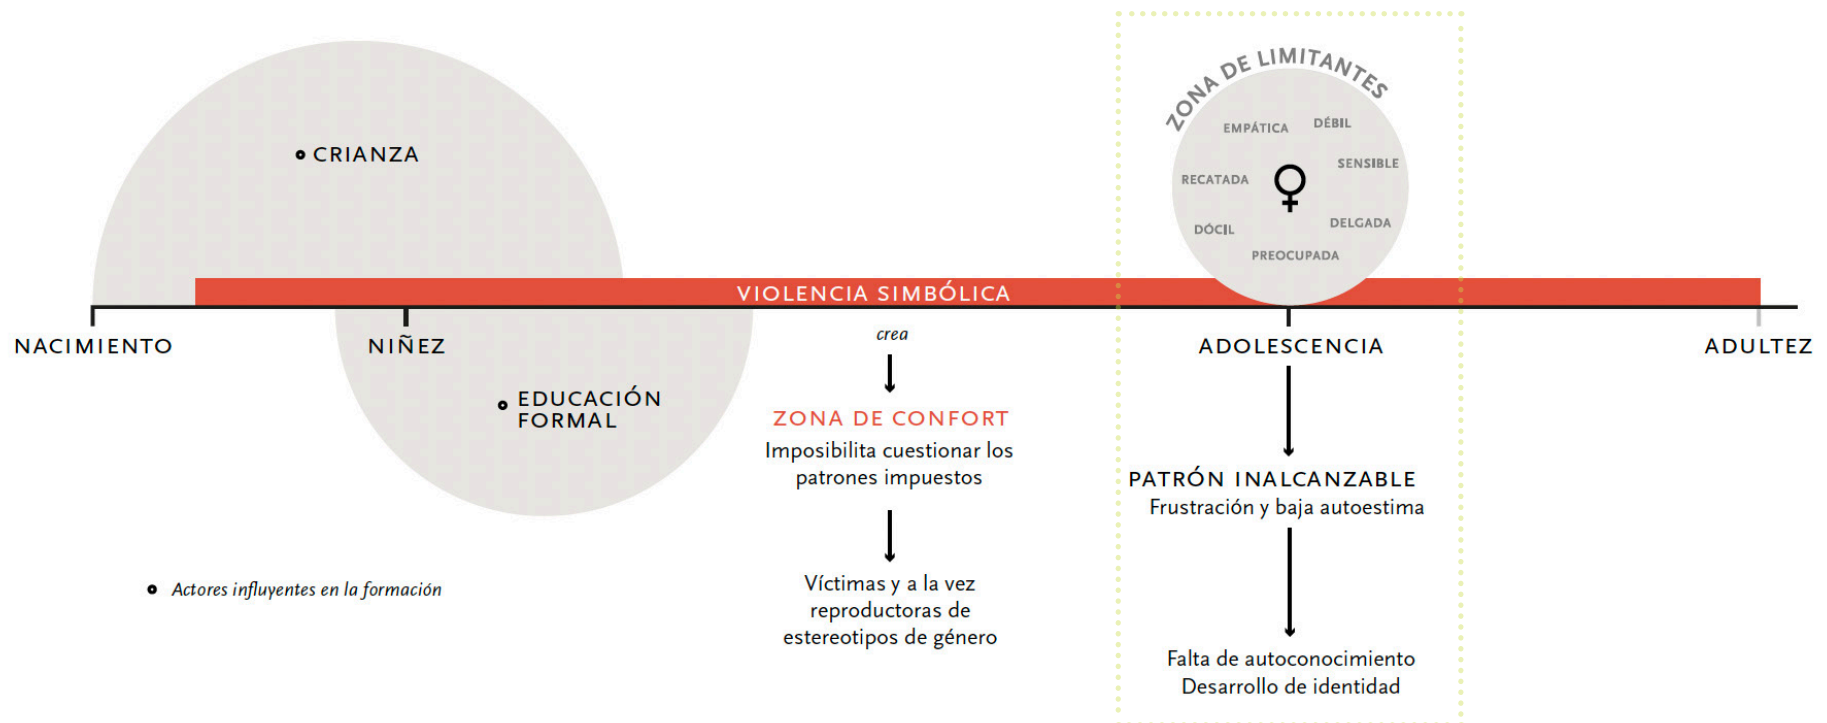 ZONA DE LIMITANTES
EMPÁTICA
DÉBIL
SENSIBLE
RECATADA
DELGADA
DÓCIL
PREOCUPADA
CRIANZA
VIOLENCIA SIMBÓLICA
NACIMIENTO
NIÑEZ
ADOLESCENCIA
ADULTEZ
EDUCACIÓN
FORMAL
crea
ZONA DE CONFORT
Imposibilita cuestionar los
patrones impuestos
Víctimas y a la vez
reproductoras de
estereotipos de género
PATRÓN INALCANZABLE
Frustración y baja autoestima
Falta de autoconocimiento
Desarrollo de identidad
Actores influyentes en la formación